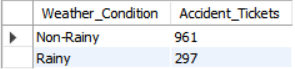 Weather_Condition Accident_Tickets
Non-Rainy 961
Rainy 297